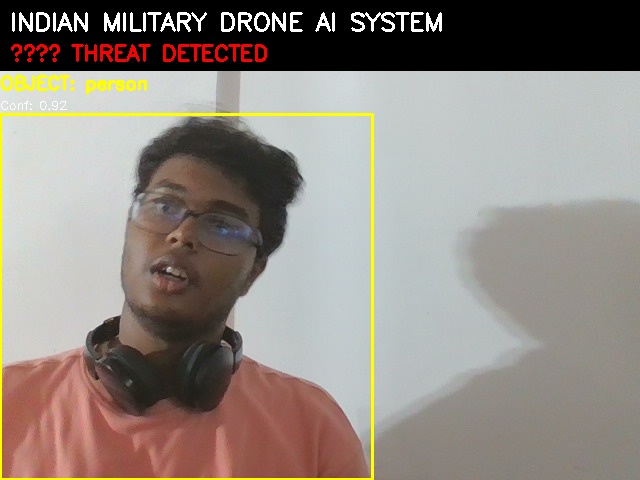 INDIAN MILITARY DRONE AI SYSTEM
???? THREAT DETECTED
OBJECT: person
Conf: 0.92